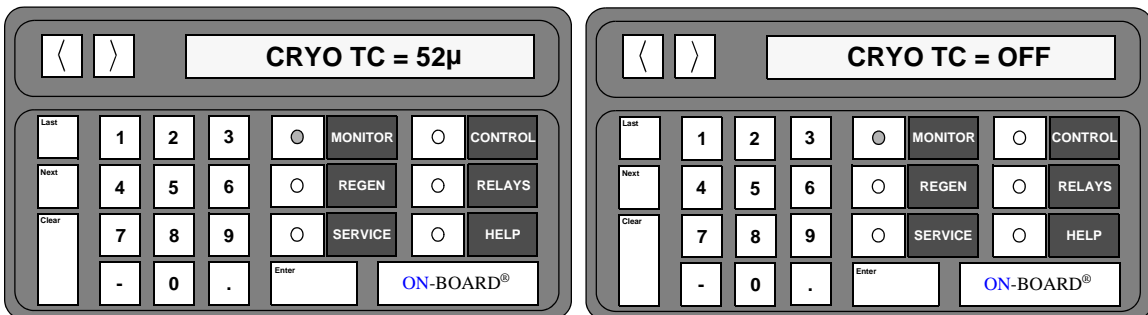 〈 〉 CRYO TC = 52µ
Last 1 2 3 MONITOR CONTROL
Next 4 5 6 REGEN RELAYS
Clear 7 8 9 SERVICE HELP
- 0 . Enter ON-BOARD®
〈 〉 CRYO TC = OFF
Last 1 2 3 MONITOR CONTROL
Next 4 5 6 REGEN RELAYS
Clear 7 8 9 SERVICE HELP
- 0 . Enter ON-BOARD®